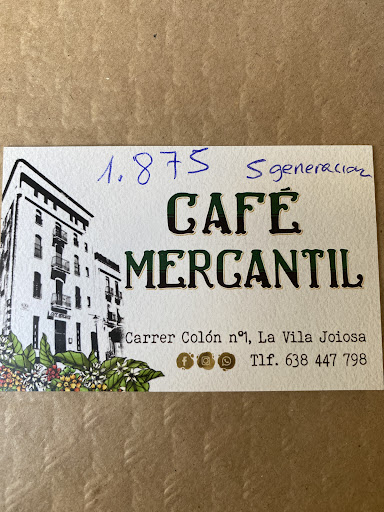 1.875 5 generacion
CAFÉ
MERCANTIL
Carrer Colón nº1, La Vila Joiosa
Tlf. 638 447 798